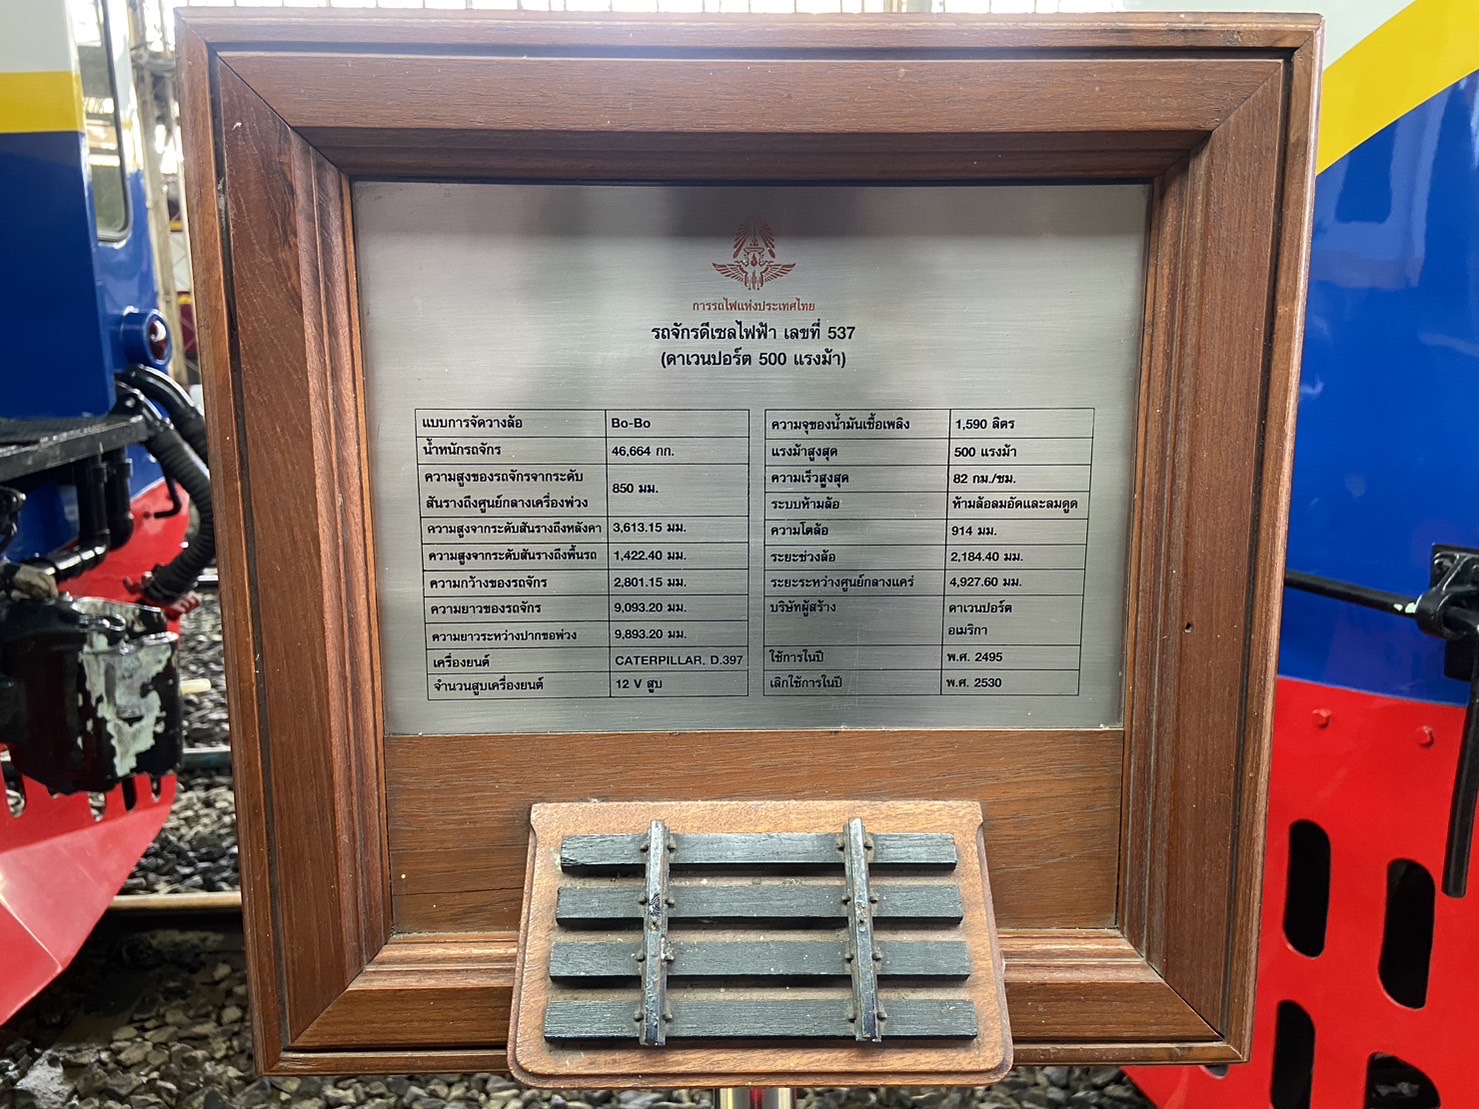 การรถไฟแห่งประเทศไทย
รถจักรดีเซลไฟฟ้า เลขที่ 537
(ดาเวนปอร์ต 500 แรงม้า)
แบบการจัดวางล้อ Bo-Bo
น้ำหนักรถจักร 46,664 กก.
ความสูงของรถจักรจากระดับ
สันรางถึงศูนย์กลางเครื่องพ่วง 850 มม.
ความสูงจากระดับสันรางถึงหลังคา 3,613.15 มม.
ความสูงจากระดับสันรางถึงพื้นรถ 1,422.40 มม.
ความกว้างของรถจักร 2,801.15 มม.
ความยาวของรถจักร 9,093.20 มม.
ความยาวระหว่างปากขอพ่วง 9,893.20 มม.
เครื่องยนต์ CATERPILLAR. D.397
จำนวนสูบเครื่องยนต์ 12 V สูบ
ความจุของน้ำมันเชื้อเพลิง 1,590 ลิตร
แรงม้าสูงสุด 500 แรงม้า
ความเร็วสูงสุด 82 กม./ชม.
ระบบห้ามล้อ ห้ามล้อลมอัดและลมดูด
ความโตล้อ 914 มม.
ระยะช่วงล้อ 2,184.40 มม.
ระยะระหว่างศูนย์กลางแคร่ 4,927.60 มม.
บริษัทผู้สร้าง ดาเวนปอร์ต
อเมริกา
ใช้การในปี พ.ศ. 2495
เลิกใช้การในปี พ.ศ. 2530